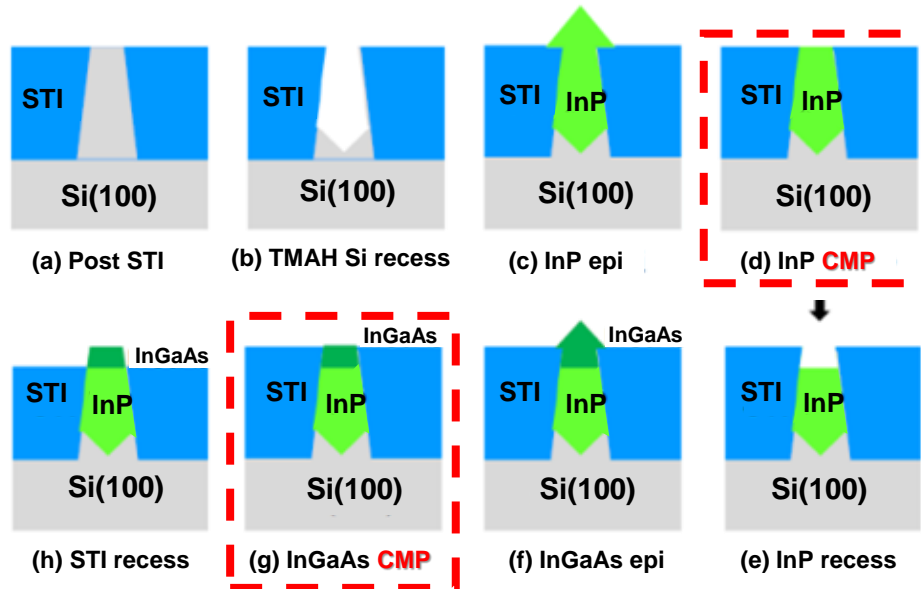 STI
Si(100)
(a) Post STI
STI
Si(100)
(b) TMAH Si recess
STI
InP
Si(100)
(c) InP epi
STI
InP
Si(100)
(d) InP CMP
InGaAs
STI
InP
Si(100)
(h) STI recess
InGaAs
STI
InP
Si(100)
(g) InGaAs CMP
InGaAs
STI
InP
Si(100)
(f) InGaAs epi
STI
InP
Si(100)
(e) InP recess